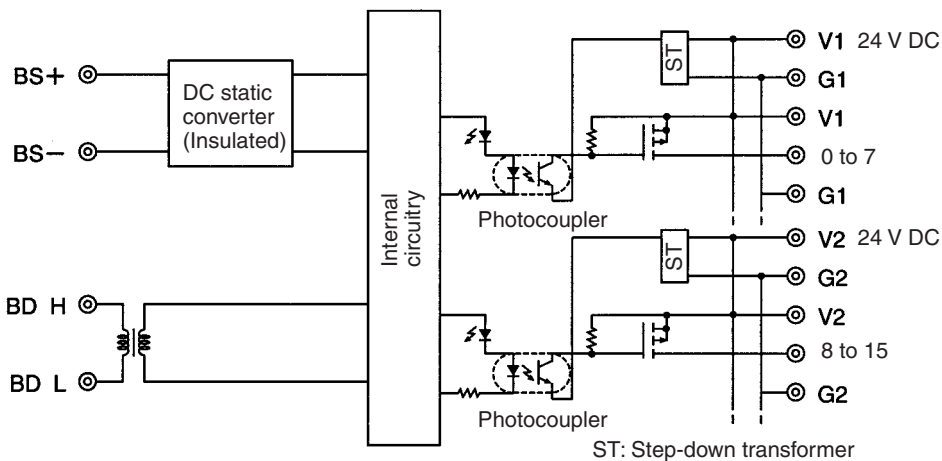 BS+
BS−
DC static
converter
(Insulated)
BD H
BD L
Internal
circuitry
ST
V1 24 V DC
G1
V1
0 to 7
G1
Photocoupler
ST
V2 24 V DC
G2
V2
8 to 15
G2
Photocoupler
ST: Step-down transformer